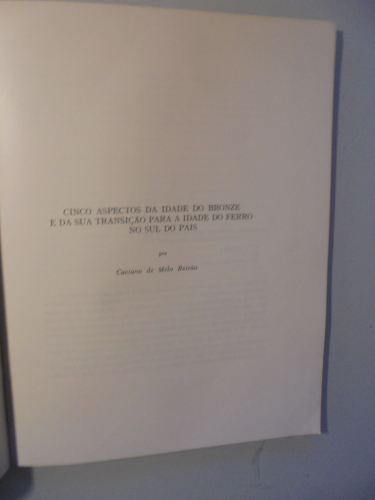 CINCO ASPECTOS DA IDADE DO BRONZE
E DA SUA TRANSIÇÃO PARA A IDADE DO FERRO
NO SUL DO PAÍS
por
Caetano de Melo Beirão